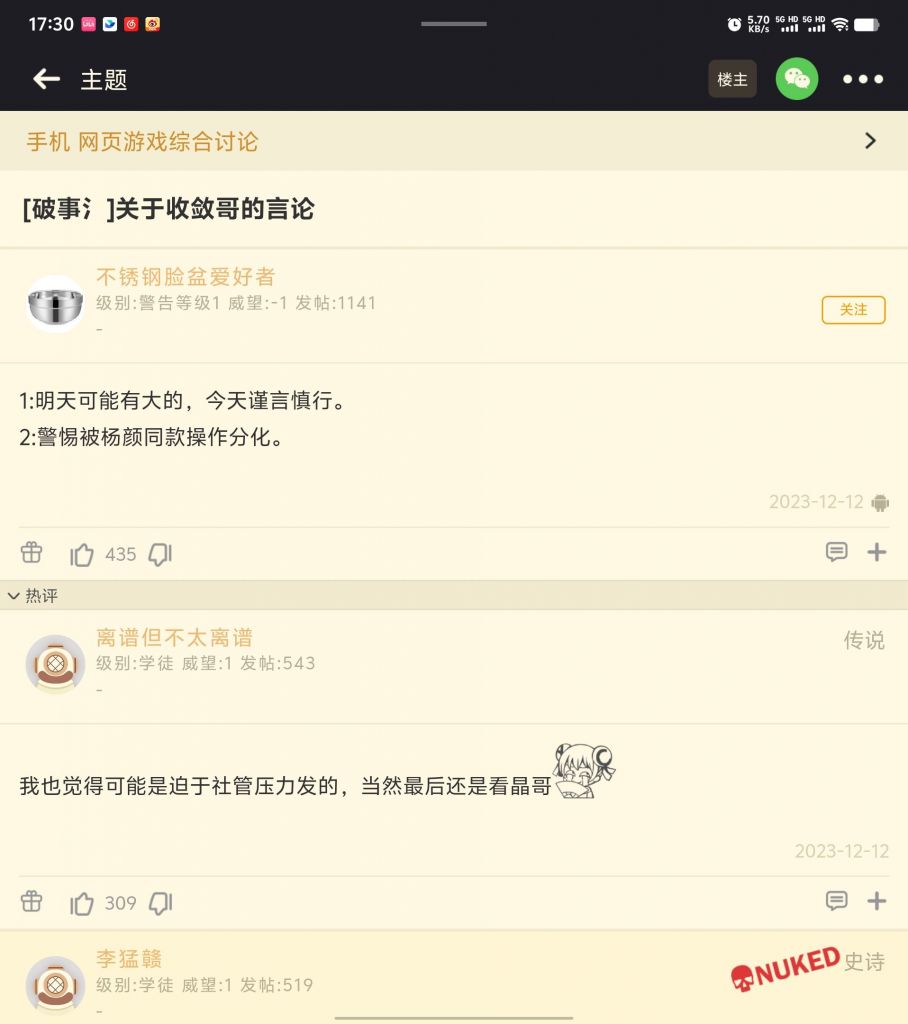 17:30
5.70 KB/s 5G HD 5G HD
主题
楼主
手机 网页游戏综合讨论
[破事氵]关于收敛哥的言论
不锈钢脸盆爱好者
级别:警告等级1 威望:-1 发帖:1141
-
关注
1:明天可能有大的，今天谨言慎行。
2:警惕被杨颜同款操作分化。
2023-12-12
435
热评
离谱但不太离谱
传说
级别:学徒 威望:1 发帖:543
-
我也觉得可能是迫于社管压力发的，当然最后还是看晶哥
2023-12-12
309
李猛赣
NUKED
史诗
级别:学徒 威望:1 发帖:519
-